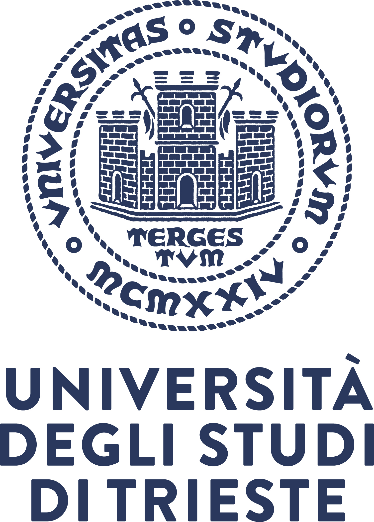 UNIVERSITAS STVDIORVM
TERGES
TVM
MCMXXIV
UNIVERSITÀ
DEGLI STUDI
DI TRIESTE